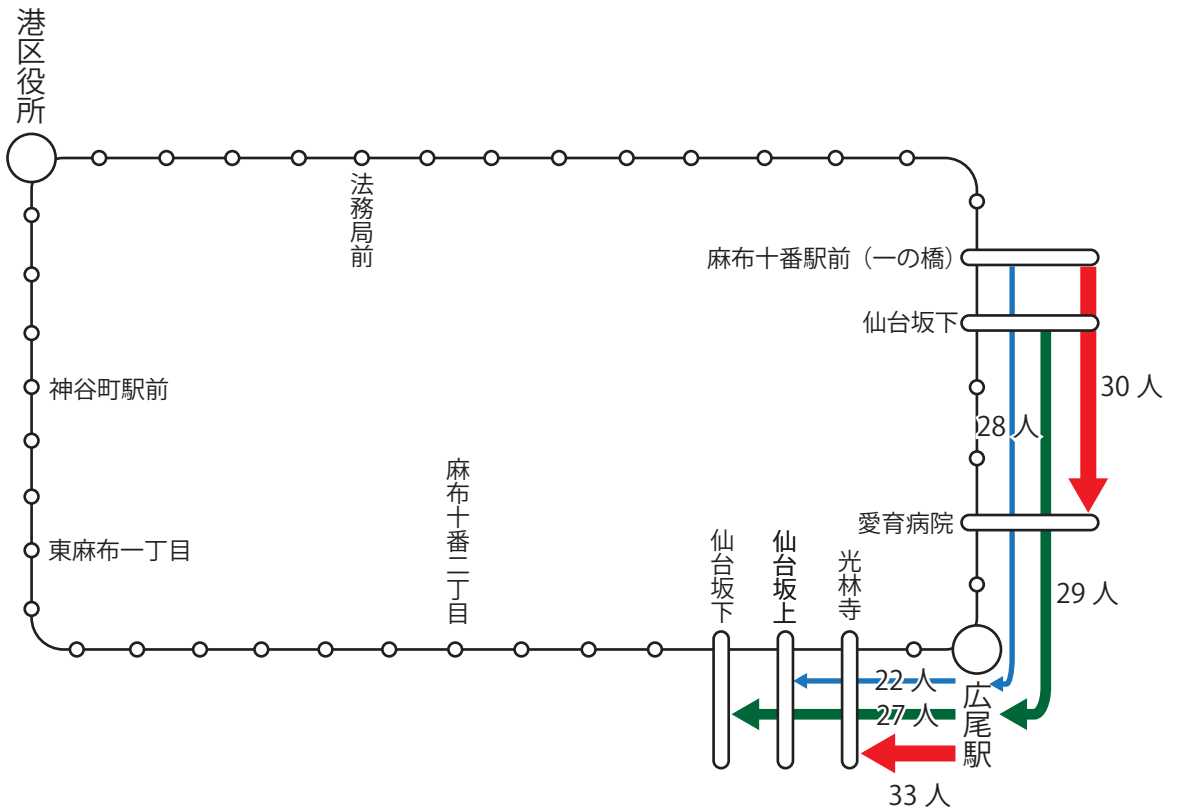 港区役所
法務局前
麻布十番駅前（一の橋）
仙台坂下
30 人
神谷町駅前
28 人
麻布十番二丁目
愛育病院
東麻布一丁目
仙台坂下
仙台坂上
光林寺
29 人
22 人
広尾駅
27 人
33 人